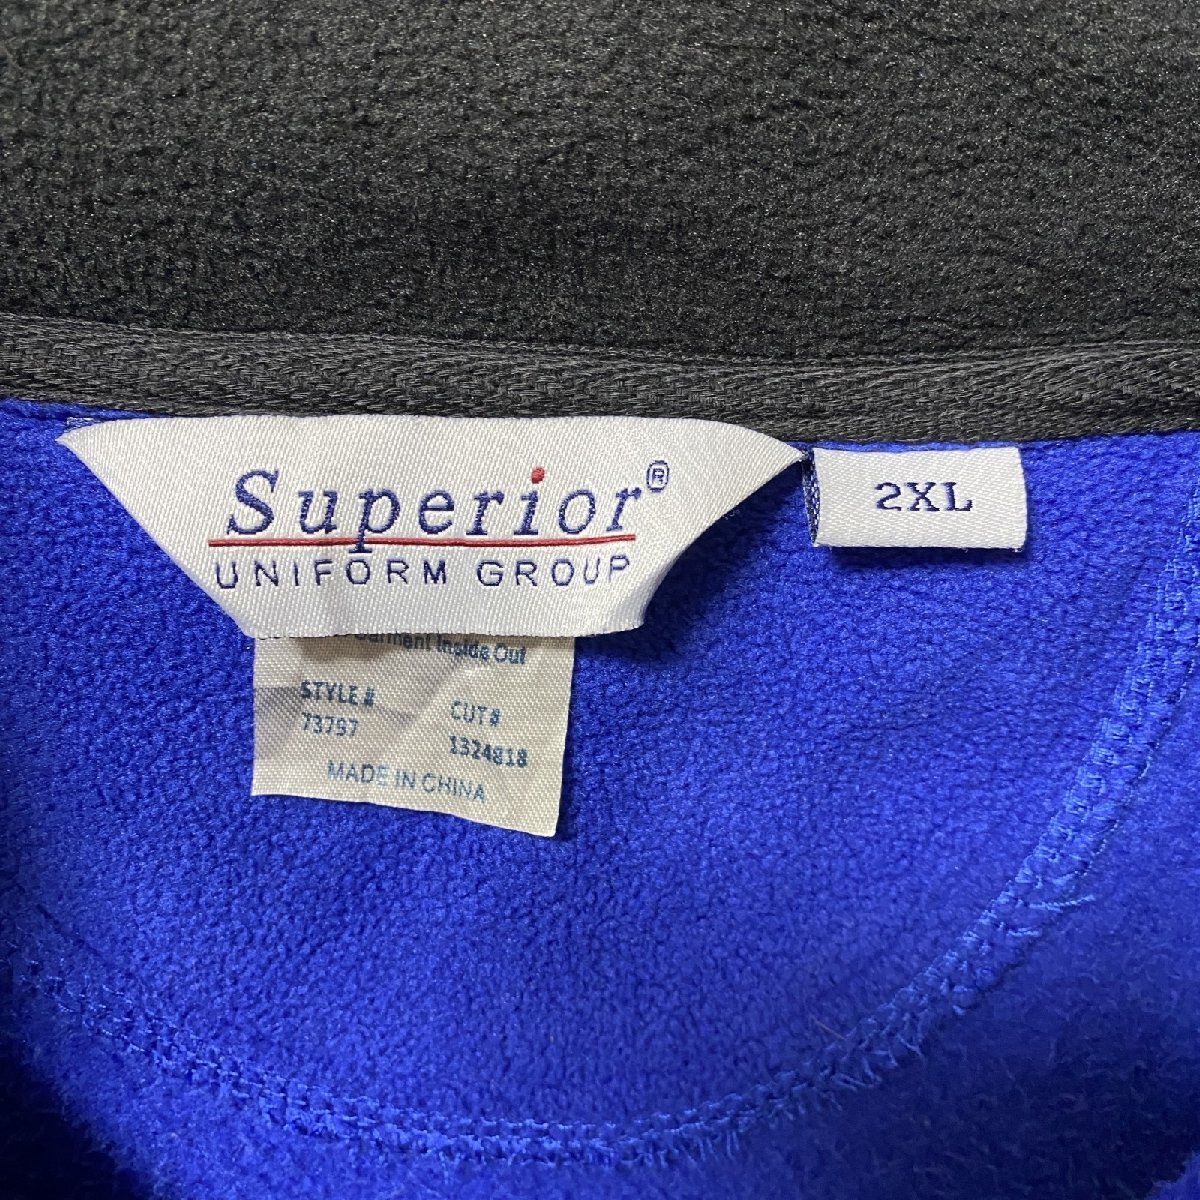 Superior®
UNIFORM GROUP
2XL
Garment Inside Out
STYLE #
73797
CUT#
1324818
MADE IN CHINA